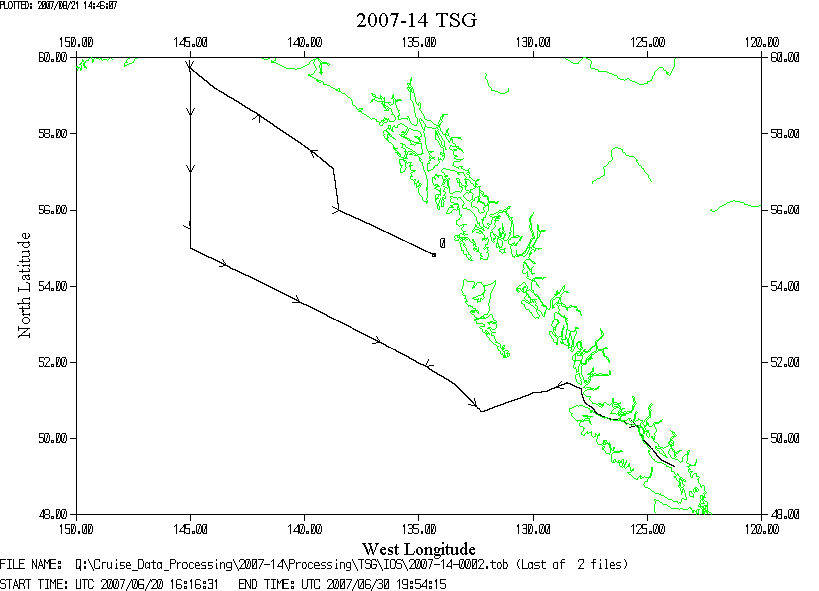 PLOTTED: 2007/08/21 14:45:07
2007-14 TSG
150.00 145.00 140.00 135.00 130.00 125.00 120.00
60.00 60.00
58.00 58.00
56.00 56.00
0
54.00 54.00
52.00 52.00
50.00 50.00
48.00 48.00
North Latitude
150.00 145.00 140.00 135.00 130.00 125.00 120.00
West Longitude
FILE NAME: Q:\Cruise_Data_Processing\2007-14\Processing\TSG\IOS\2007-14-0002.tob (Last of 2 files)
START TIME: UTC 2007/06/20 16:16:31 END TIME: UTC 2007/06/30 19:54:15